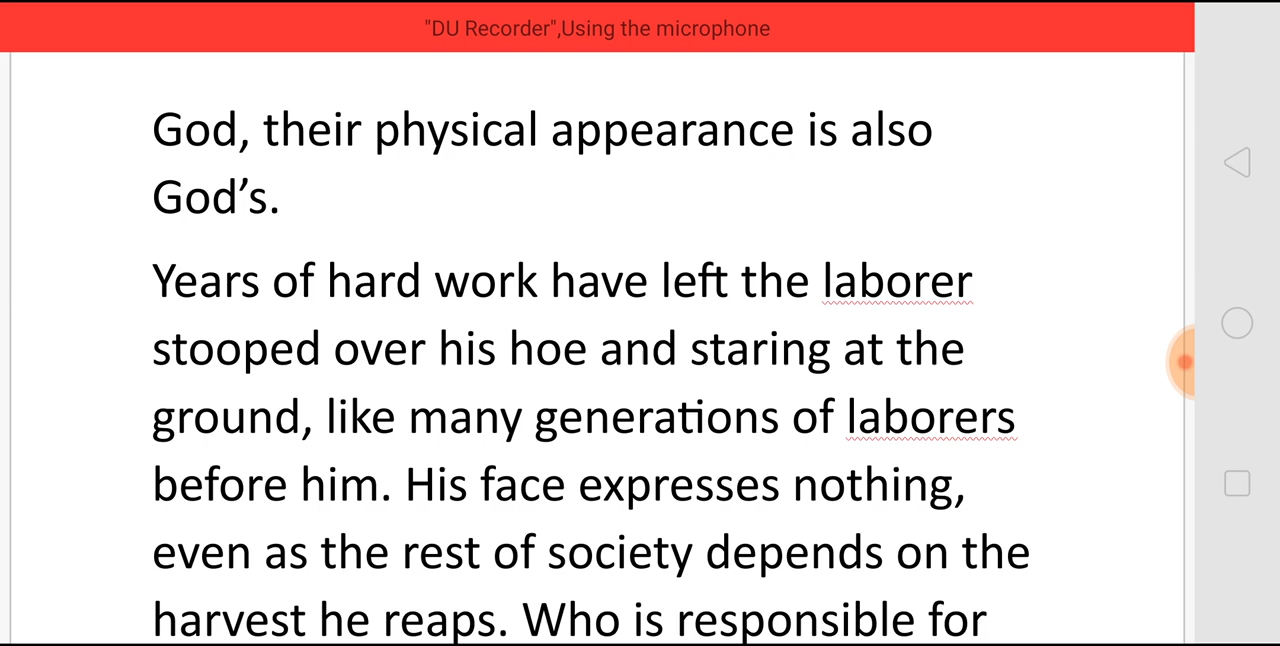 "DU Recorder",Using the microphone
God, their physical appearance is also
God’s.
Years of hard work have left the laborer
stooped over his hoe and staring at the
ground, like many generations of laborers
before him. His face expresses nothing,
even as the rest of society depends on the
harvest he reaps. Who is responsible for